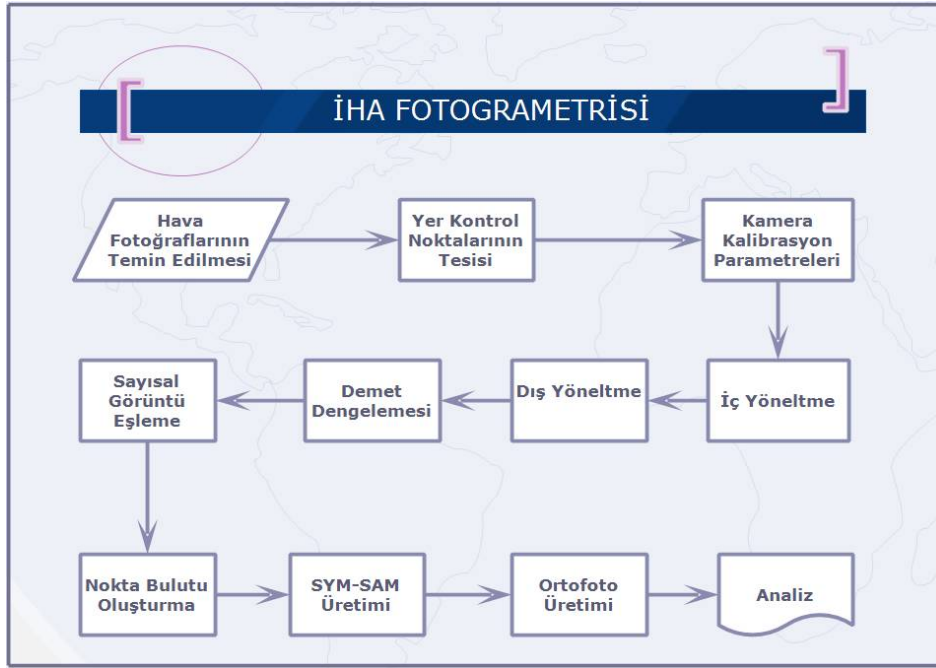 İHA FOTOGRAMETRİSİ
Hava
Fotoğraflarının
Temin Edilmesi
Yer Kontrol
Noktalarının
Tesisi
Kamera
Kalibrasyon
Parametreleri
İç Yöneltme
Dış Yöneltme
Demet
Dengelemesi
Sayısal
Görüntü
Eşleme
Nokta Bulutu
Oluşturma
SYM-SAM
Üretimi
Ortofoto
Üretimi
Analiz